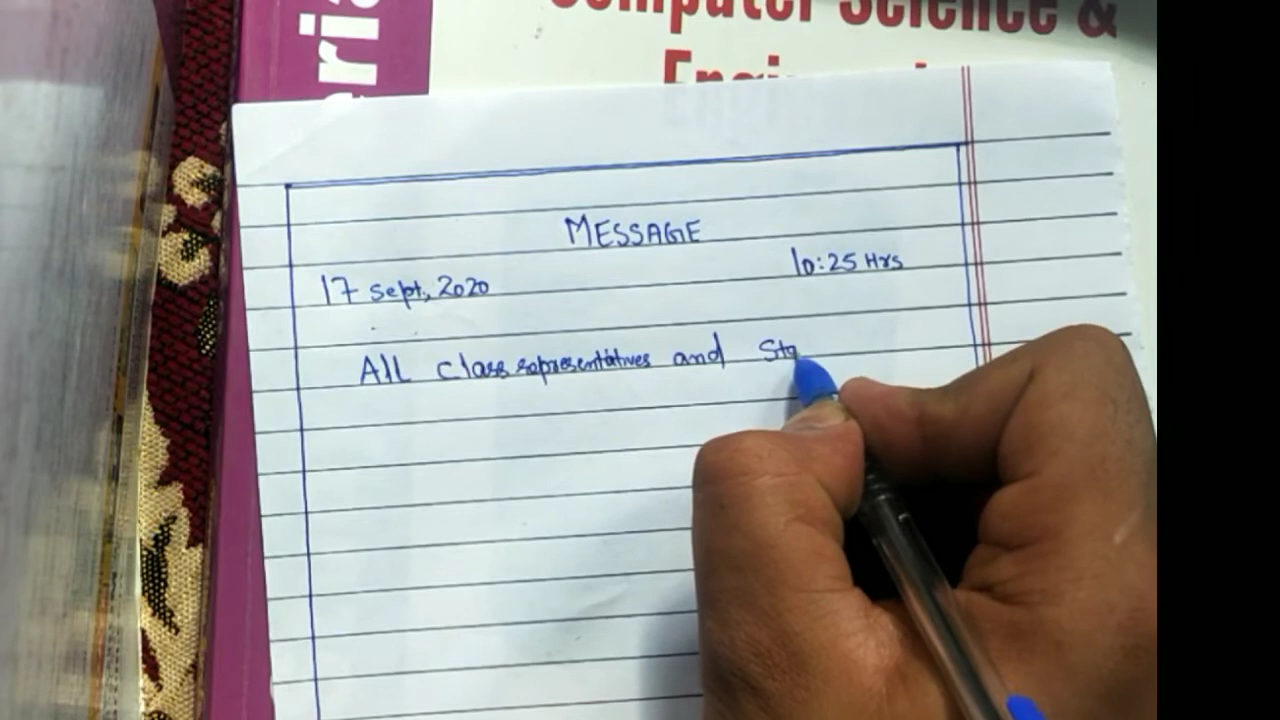 Computer Science &
MESSAGE
17 Sept, 2020 10:25 Hrs
All class representatives and